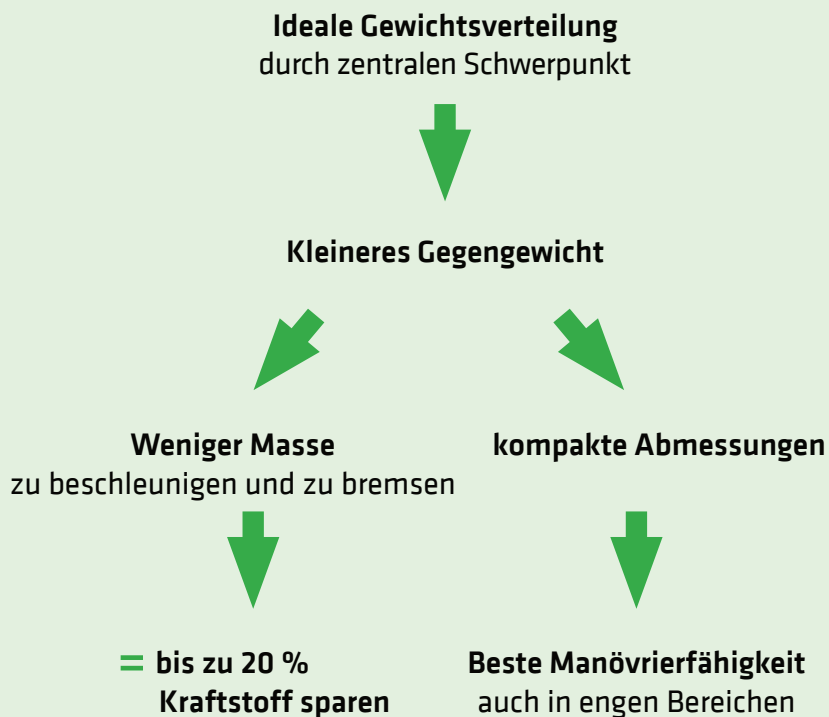 Ideale Gewichtsverteilung
durch zentralen Schwerpunkt
Kleineres Gegengewicht
Weniger Masse
zu beschleunigen und zu bremsen
kompakte Abmessungen
= bis zu 20 %
Kraftstoff sparen
Beste Manövrierfähigkeit
auch in engen Bereichen